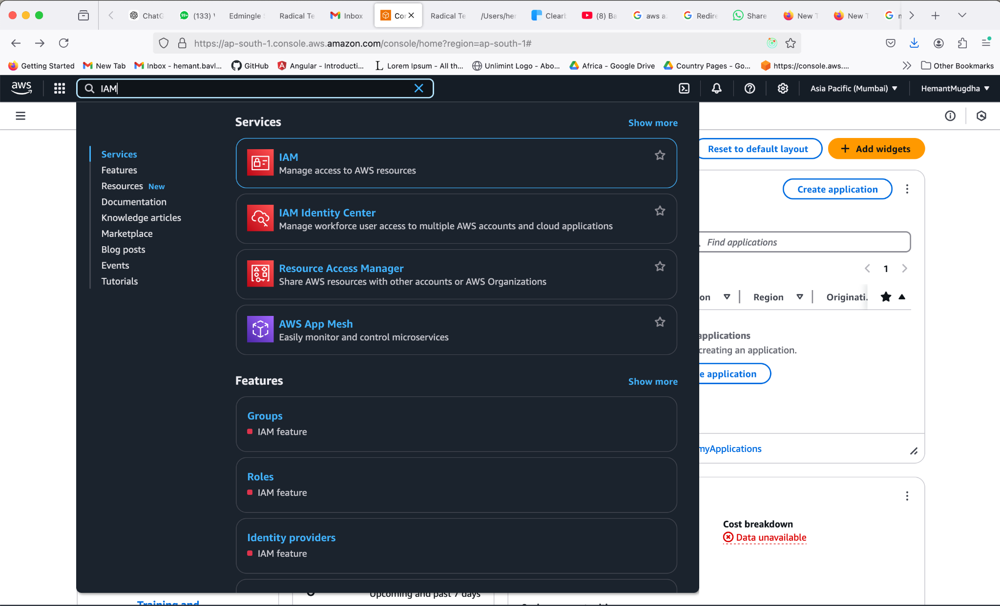 ChatG
(133)
Edmingle
Radical Te
Inbox
Cor
Radical Te
/Users/her
Clearb
(8) Ba
aws a
Redire
Share
New T
New T
https://ap-south-1.console.aws.amazon.com/console/home?region=ap-south-1#
Getting Started
New Tab
Inbox - hemant.bavl...
GitHub
Angular - Introducti...
Lorem Ipsum - All th...
Unlimint Logo - Abo...
Africa - Google Drive
Country Pages - Go...
https://console.aws....
Other Bookmarks
aws
IAM
Asia Pacific (Mumbai)
HemantMugdha
Services
Features
Resources New
Documentation
Knowledge articles
Marketplace
Blog posts
Events
Tutorials
Services
Show more
IAM
Manage access to AWS resources
IAM Identity Center
Manage workforce user access to multiple AWS accounts and cloud applications
Resource Access Manager
Share AWS resources with other accounts or AWS Organizations
AWS App Mesh
Easily monitor and control microservices
Features
Show more
Groups
IAM feature
Roles
IAM feature
Identity providers
IAM feature
Reset to default layout
+ Add widgets
Create application
Find applications
1
on
Region
Originati.
applications
creating an application.
e application
myApplications
Cost breakdown
Data unavailable
Upcoming and past 7 days
Training and